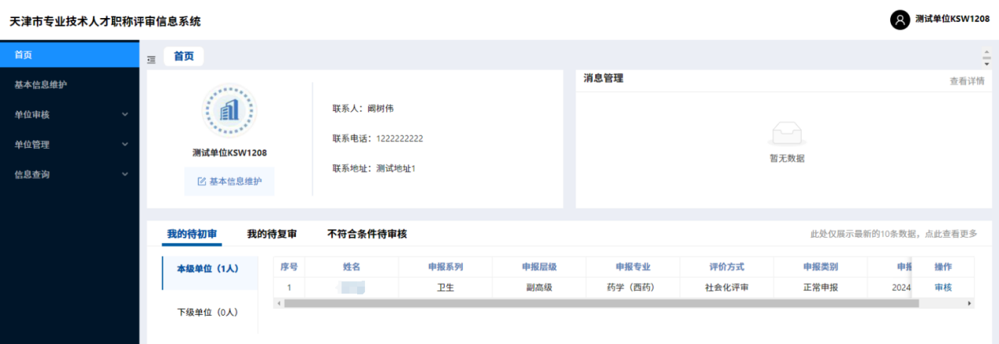 天津市专业技术人才职称评审信息系统
测试单位KSW1208
首页
基本信息维护
单位审核
单位管理
信息查询
首页
测试单位KSW1208
基本信息维护
联系人：阚树伟
联系电话：1222222222
联系地址：测试地址1
消息管理
查看详情
暂无数据
我的待初审 我的待复审 不符合条件待审核 此处仅展示最新的10条数据，点此查看更多
本级单位（1人）
下级单位（0人）
序号 姓名 申报系列 申报层级 申报专业 评价方式 申报类别 申报 操作
1 卫生 副高级 药学（西药） 社会化评审 正常申报 2024 审核